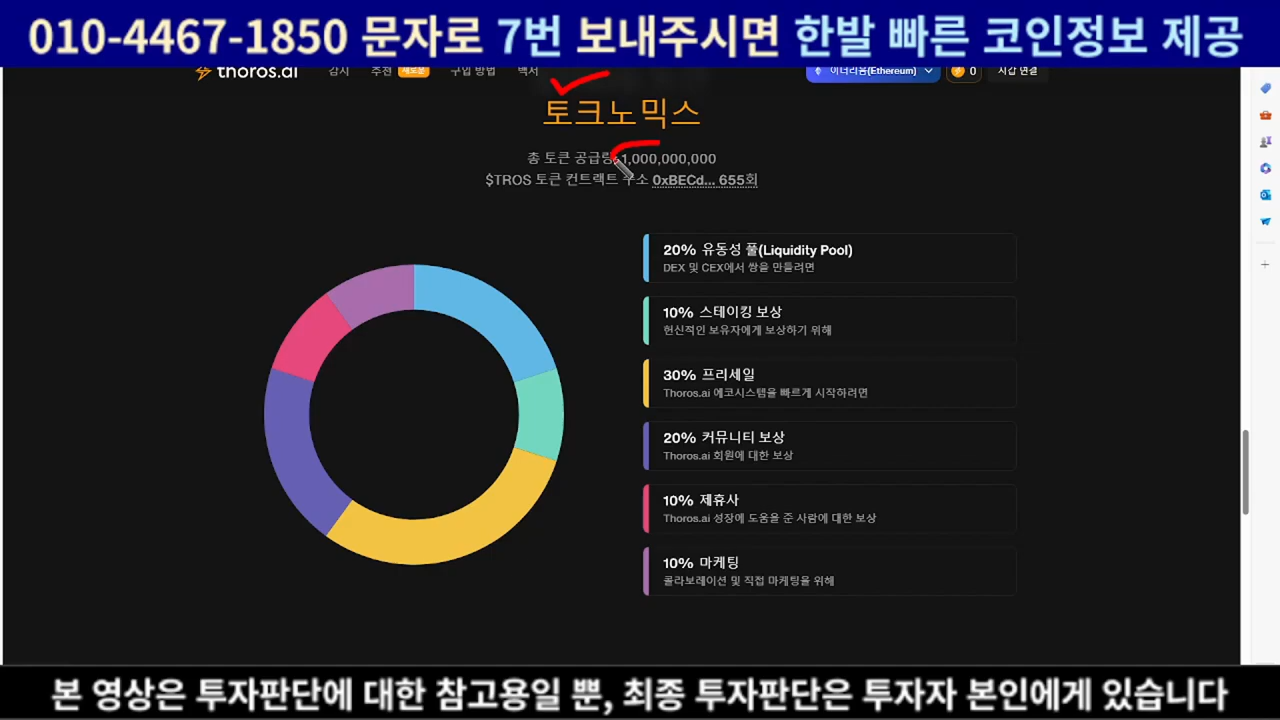 010-4467-1850 문자로 7번 보내주시면 한발 빠른 코인정보 제공
thoros.ai 감사 추천 새로운 구입 방법 백서 이더리움(Ethereum) 0 지갑 연결
토크노믹스
총 토큰 공급량: 1,000,000,000
$TROS 토큰 컨트랙트 주소 0xBECd... 655회
20% 유동성 풀(Liquidity Pool)
DEX 및 CEX에서 쌍을 만들려면
10% 스테이킹 보상
헌신적인 보유자에게 보상하기 위해
30% 프리세일
Thoros.ai 에코시스템을 빠르게 시작하려면
20% 커뮤니티 보상
Thoros.ai 회원에 대한 보상
10% 제휴사
Thoros.ai 성장에 도움을 준 사람에 대한 보상
10% 마케팅
콜라보레이션 및 직접 마케팅을 위해
본 영상은 투자판단에 대한 참고용일 뿐, 최종 투자판단은 투자자 본인에게 있습니다